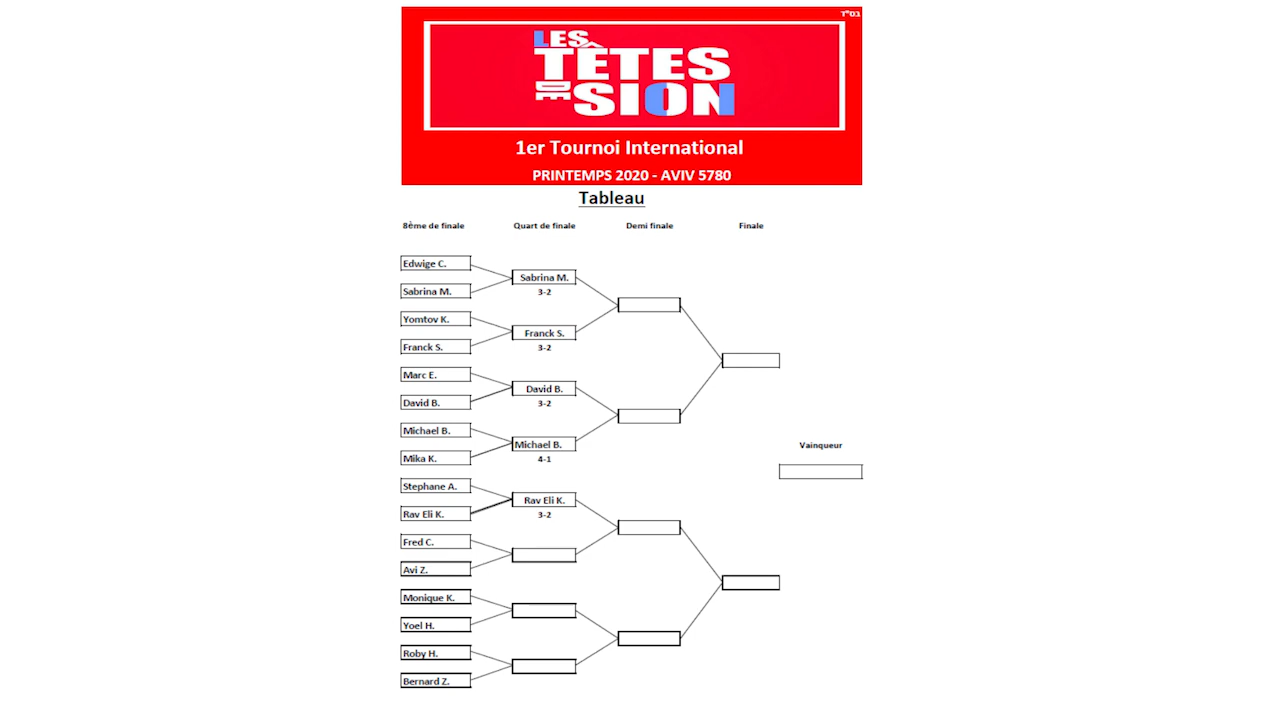 בס"ד
LES
TÊTES
DE SION
1er Tournoi International
PRINTEMPS 2020 - AVIV 5780
Tableau
8ème de finale Quart de finale Demi finale Finale
Edwige C.
Sabrina M.
Sabrina M.
3-2
Yomtov K.
Franck S.
Franck S.
3-2
Marc E.
David B.
David B.
3-2
Michael B.
Michael B.
Mika K.
4-1
Vainqueur
Stephane A.
Rav Eli K.
Rav Eli K.
3-2
Fred C.
Avi Z.
Monique K.
Yoel H.
Roby H.
Bernard Z.